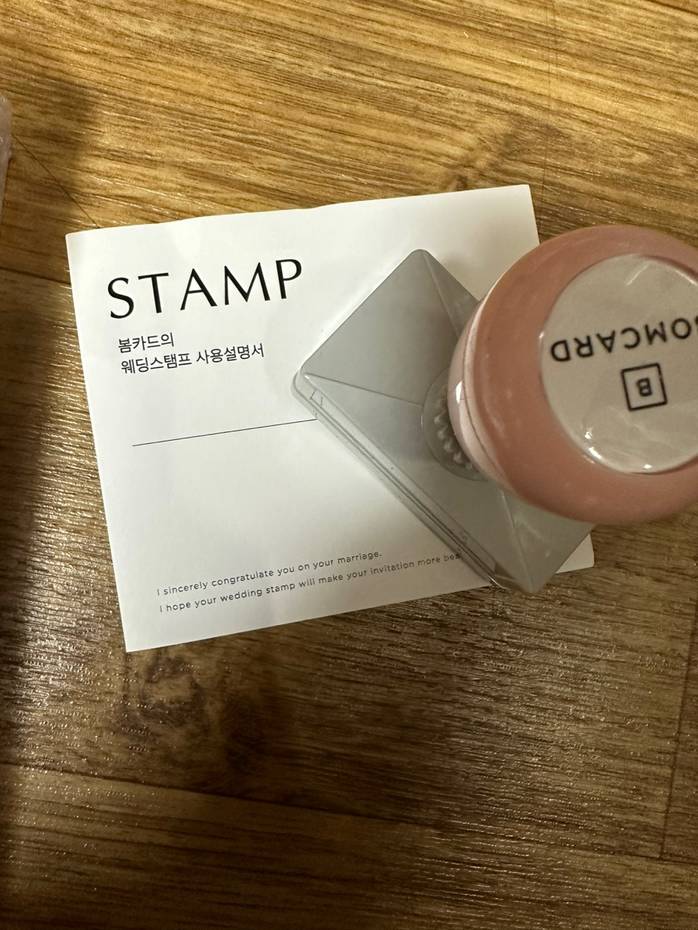 STAMP
봄카드의
웨딩스탬프 사용설명서
I sincerely congratulate you on your marriage.
I hope your wedding stamp will make your invitation more
OMCARD
B